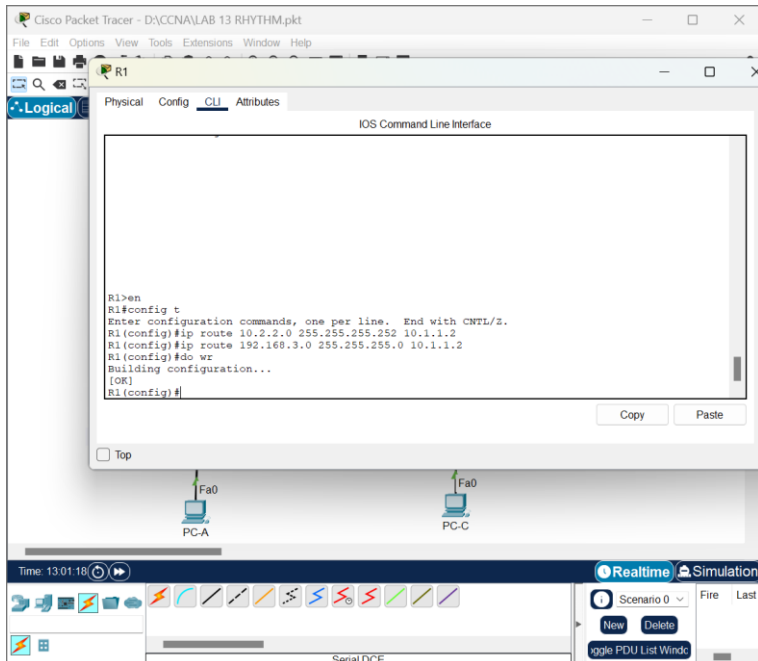 Cisco Packet Tracer - D:\CCNA\LAB 13 RHYTHM.pkt
File Edit Options View Tools Extensions Window Help
R1
Physical Config CLI Attributes
Logical
IOS Command Line Interface
R1>en
R1#config t
Enter configuration commands, one per line. End with CNTL/Z.
R1(config)#ip route 10.2.2.0 255.255.255.252 10.1.1.2
R1(config)#ip route 192.168.3.0 255.255.255.0 10.1.1.2
R1(config)#do wr
Building configuration...
[OK]
R1(config)#
Copy Paste
Top
Fa0 Fa0
PC-A PC-C
Time: 13:01:18 Realtime Simulation
Scenario 0 Fire Last
New Delete
oggle PDU List Windo
Serial DCE